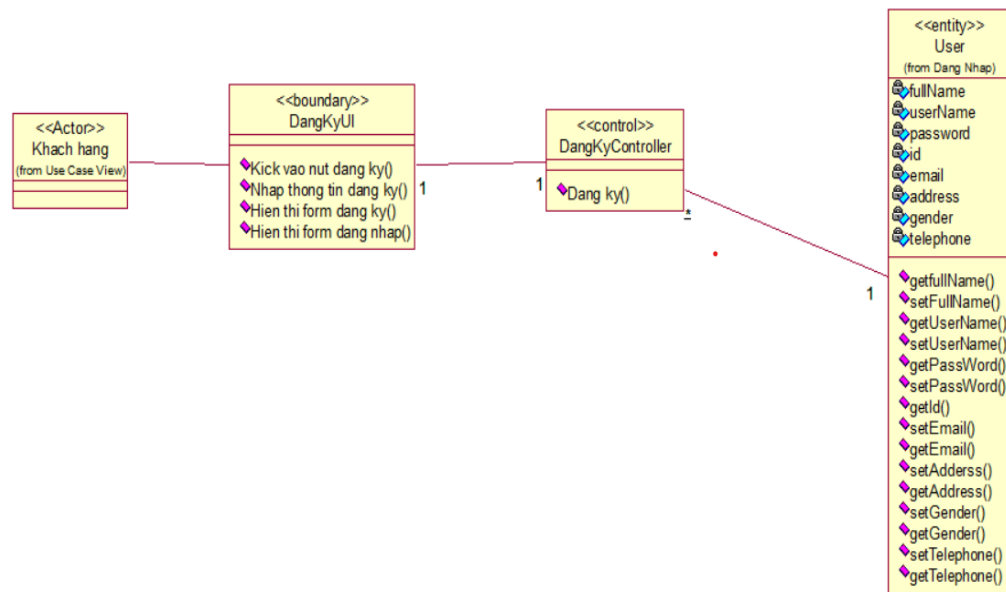 <<Actor>>
Khach hang
(from Use Case View)
<<boundary>>
DangKyUI
Kick vao nut dang ky()
Nhap thong tin dang ky()
Hien thi form dang ky()
Hien thi form dang nhap()
1
1
<<control>>
DangKyController
Dang ky()
*
1
<<entity>>
User
(from Dang Nhap)
fullName
userName
password
id
email
address
gender
telephone
getfullName()
setFullName()
getUserName()
setUserName()
getPassWord()
setPassWord()
getId()
setEmail()
getEmail()
setAdderss()
getAddress()
setGender()
getGender()
setTelephone()
getTelephone()